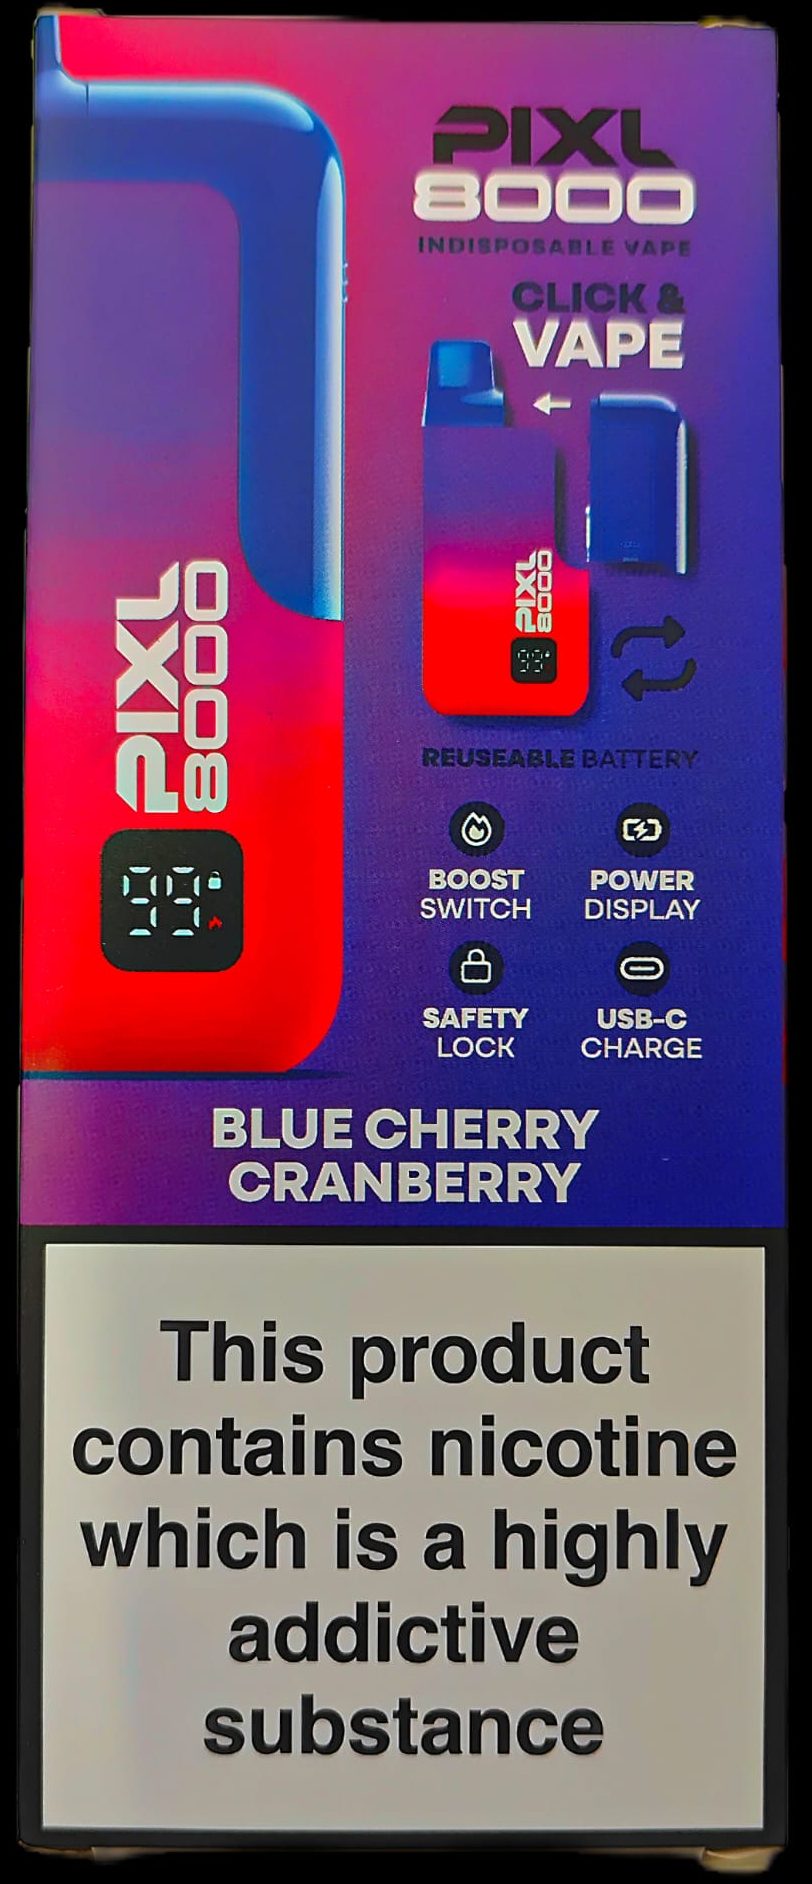 PIXL
8000
INDISPOSABLE VAPE
CLICK &
VAPE
PIXL
8000
99
PIXL
8000
99
REUSEABLE BATTERY
BOOST
SWITCH
POWER
DISPLAY
SAFETY
LOCK
USB-C
CHARGE
BLUE CHERRY
CRANBERRY
This product
contains nicotine
which is a highly
addictive
substance